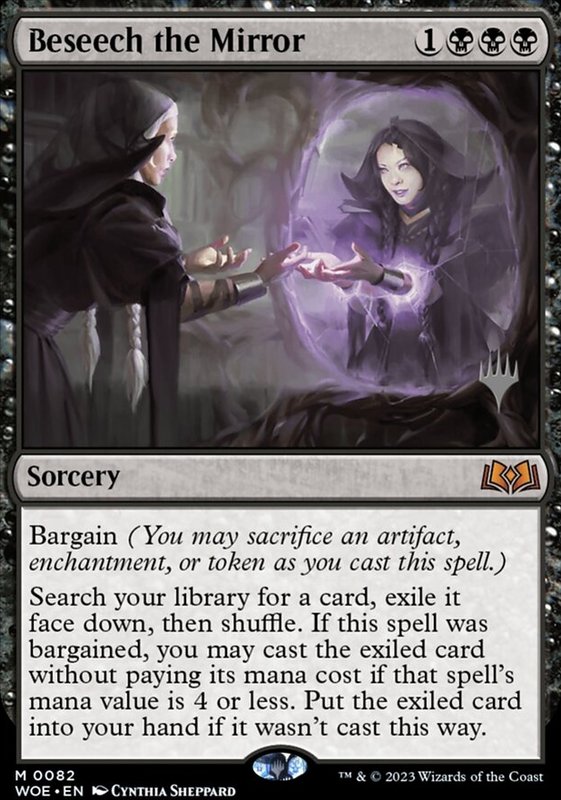 Beseech the Mirror 1
Sorcery
Bargain (You may sacrifice an artifact,
enchantment, or token as you cast this spell.)
Search your library for a card, exile it
face down, then shuffle. If this spell was
bargained, you may cast the exiled card
without paying its mana cost if that spell's
mana value is 4 or less. Put the exiled card
into your hand if it wasn't cast this way.
M 0082
WOE • EN Cynthia Sheppard
™ & © 2023 Wizards of the Coast